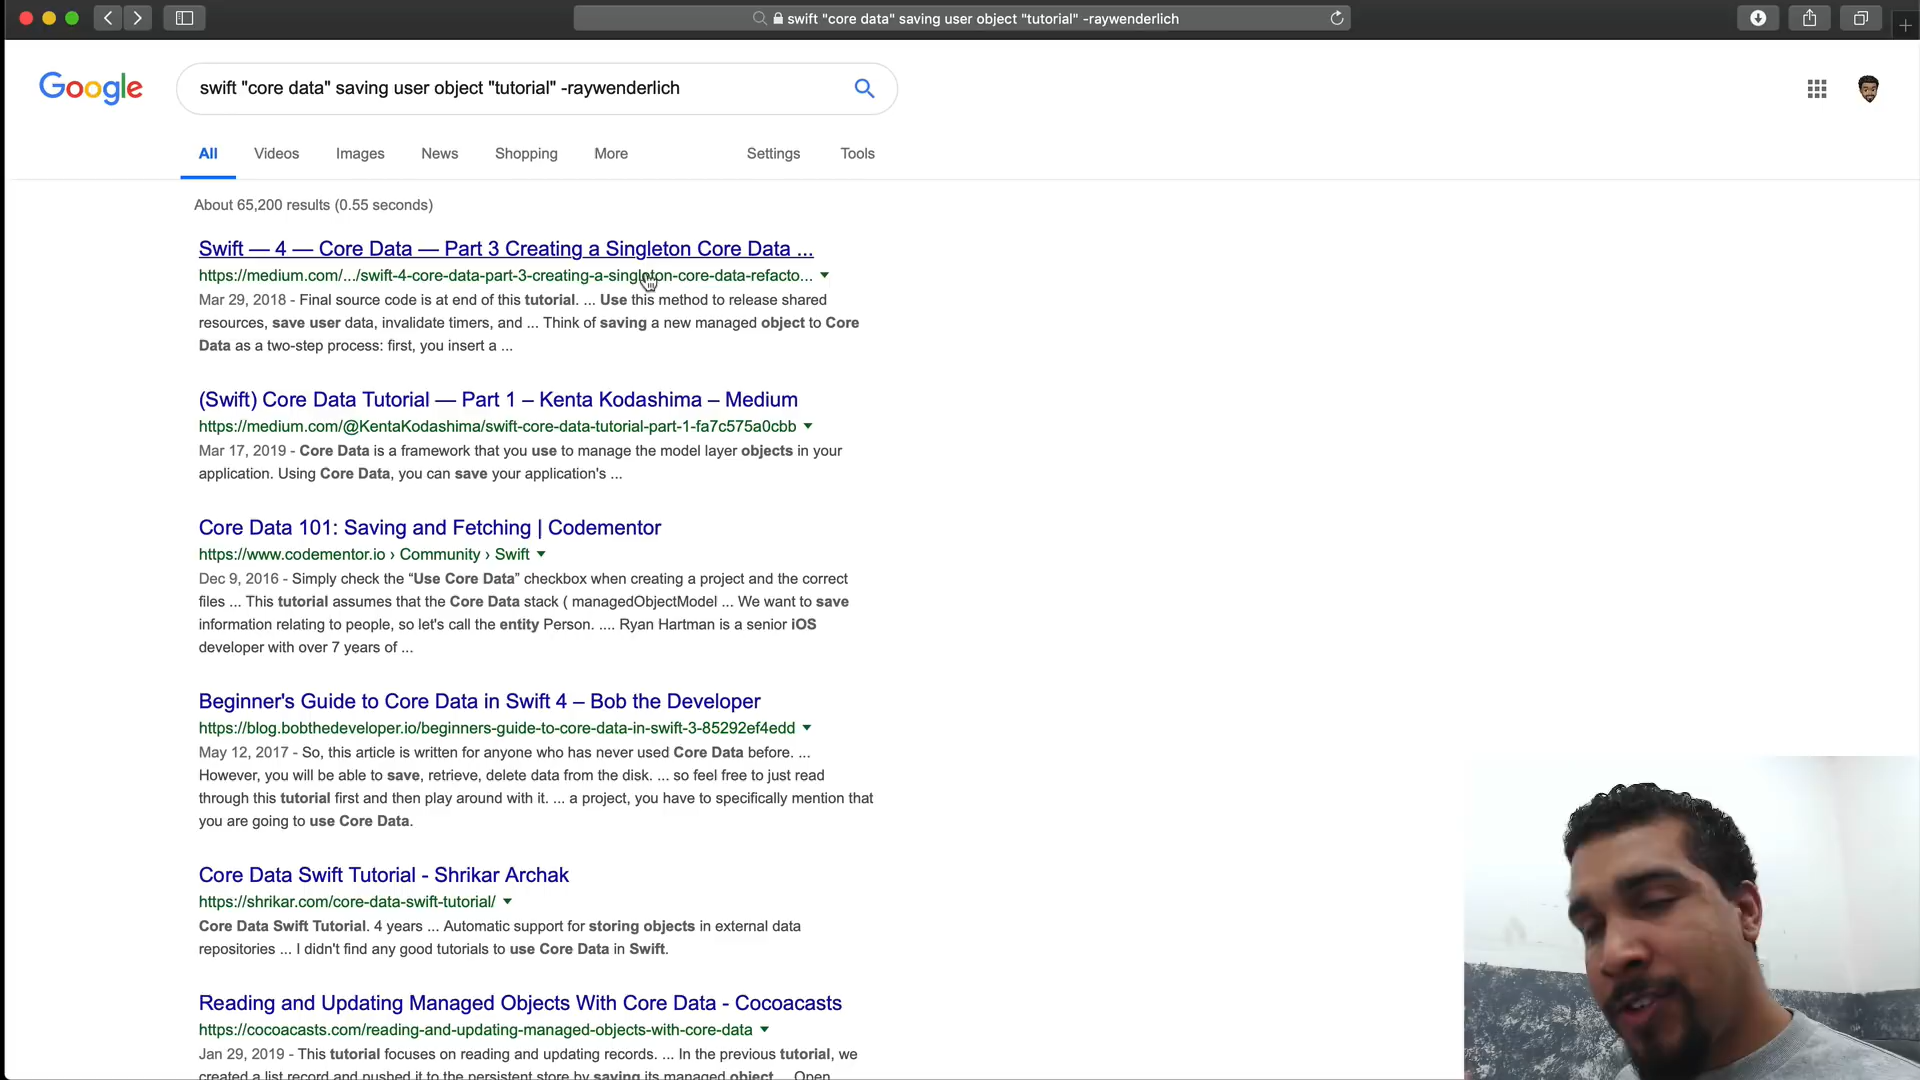 swift "core data" saving user object "tutorial" -raywenderlich
Google
swift "core data" saving user object "tutorial" -raywenderlich
All Videos Images News Shopping More Settings Tools
About 65,200 results (0.55 seconds)
Swift — 4 — Core Data — Part 3 Creating a Singleton Core Data ...
https://medium.com/.../swift-4-core-data-part-3-creating-a-singleton-core-data-refacto...
Mar 29, 2018 - Final source code is at end of this tutorial. ... Use this method to release shared
resources, save user data, invalidate timers, and ... Think of saving a new managed object to Core
Data as a two-step process: first, you insert a ...
(Swift) Core Data Tutorial — Part 1 – Kenta Kodashima – Medium
https://medium.com/@KentaKodashima/swift-core-data-tutorial-part-1-fa7c575a0cbb
Mar 17, 2019 - Core Data is a framework that you use to manage the model layer objects in your
application. Using Core Data, you can save your application's ...
Core Data 101: Saving and Fetching | Codementor
https://www.codementor.io › Community › Swift
Dec 9, 2016 - Simply check the “Use Core Data” checkbox when creating a project and the correct
files ... This tutorial assumes that the Core Data stack ( managedObjectModel ... We want to save
information relating to people, so let's call the entity Person. .... Ryan Hartman is a senior iOS
developer with over 7 years of ...
Beginner's Guide to Core Data in Swift 4 – Bob the Developer
https://blog.bobthedeveloper.io/beginners-guide-to-core-data-in-swift-3-85292ef4edd
May 12, 2017 - So, this article is written for anyone who has never used Core Data before. ...
However, you will be able to save, retrieve, delete data from the disk. ... so feel free to just read
through this tutorial first and then play around with it. ... a project, you have to specifically mention that
you are going to use Core Data.
Core Data Swift Tutorial - Shrikar Archak
https://shrikar.com/core-data-swift-tutorial/
Core Data Swift Tutorial. 4 years ... Automatic support for storing objects in external data
repositories ... I didn't find any good tutorials to use Core Data in Swift.
Reading and Updating Managed Objects With Core Data - Cocoacasts
https://cocoacasts.com/reading-and-updating-managed-objects-with-core-data
Jan 29, 2019 - This tutorial focuses on reading and updating records. ... In the previous tutorial, we
created a list record and pushed it to the persistent store by saving its managed object. ... Open